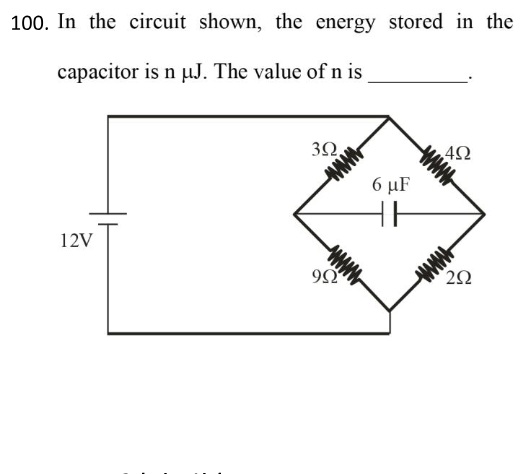 100. In the circuit shown, the energy stored in the
capacitor is n μJ. The value of n is ________.
3Ω
4Ω
6 μF
12V
9Ω
2Ω